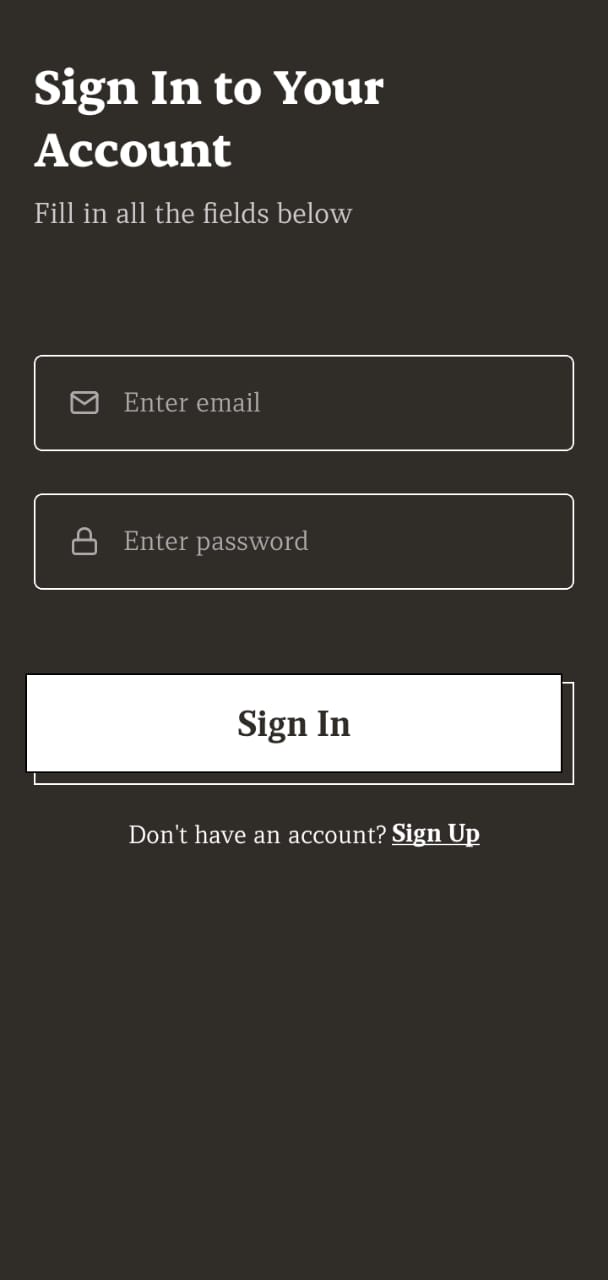 Sign In to Your
Account
Fill in all the fields below
Enter email
Enter password
Sign In
Don't have an account? Sign Up